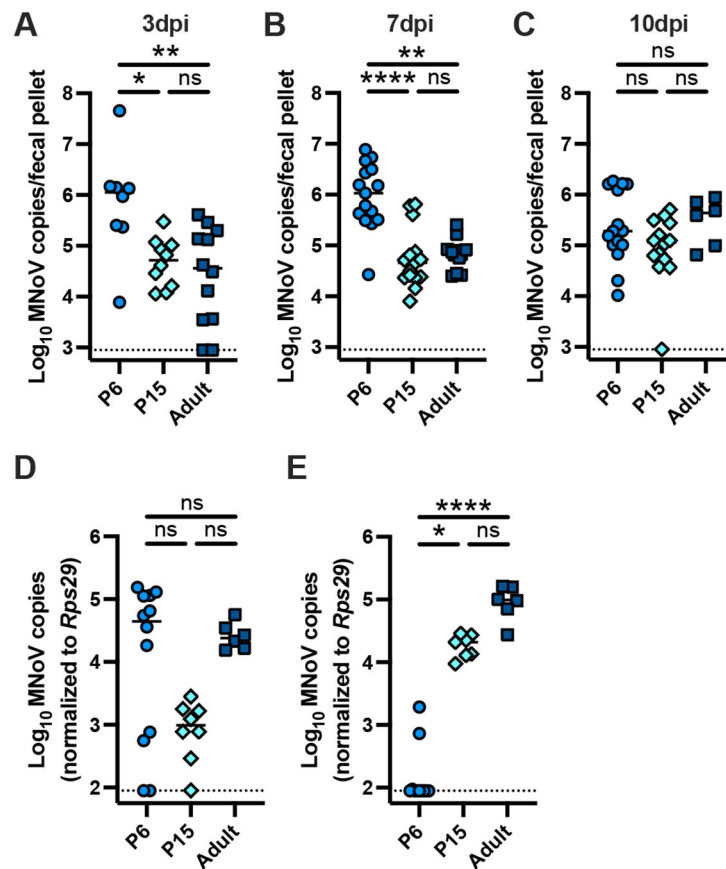 A
3dpi
**
* ns
Log10 MNoV copies/fecal pellet
8
7
6
5
4
3
P6 P15 Adult
B
7dpi
**
**** ns
Log10 MNoV copies/fecal pellet
8
7
6
5
4
3
P6 P15 Adult
C
10dpi
ns
ns ns
Log10 MNoV copies/fecal pellet
8
7
6
5
4
3
P6 P15 Adult
D
ns
ns ns
Log10 MNoV copies
(normalized to Rps29)
6
5
4
3
2
P6 P15 Adult
E
****
* ns
Log10 MNoV copies
(normalized to Rps29)
6
5
4
3
2
P6 P15 Adult